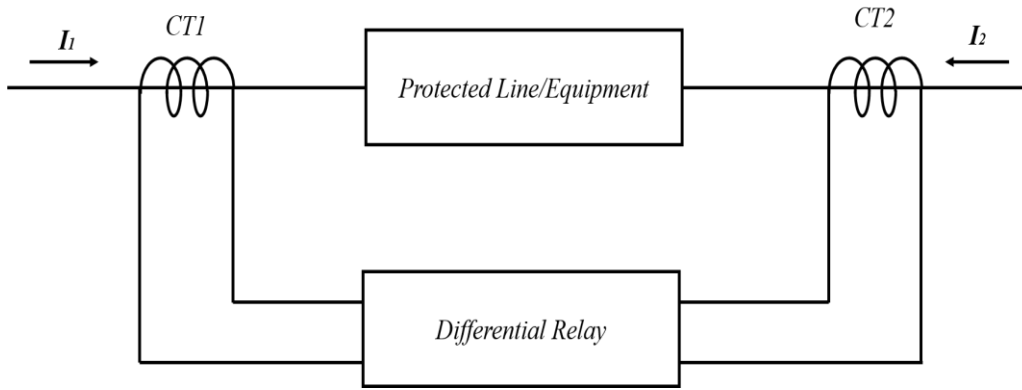 CT1
CT2
I1
I2
Protected Line/Equipment
Differential Relay